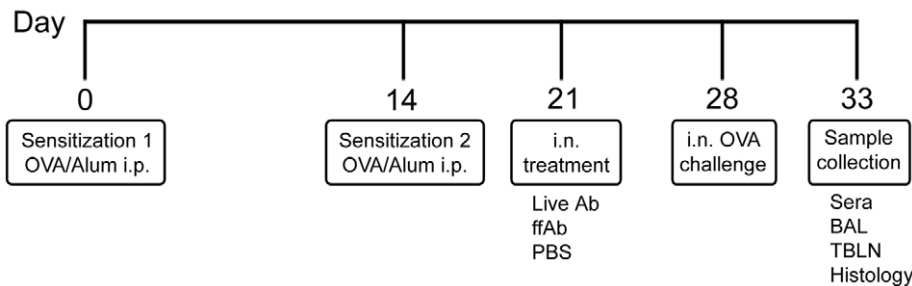 Day
0 14 21 28 33
Sensitization 1
OVA/Alum i.p.
Sensitization 2
OVA/Alum i.p.
i.n.
treatment
i.n. OVA
challenge
Sample
collection
Live Ab
ffAb
PBS
Sera
BAL
TBLN
Histology